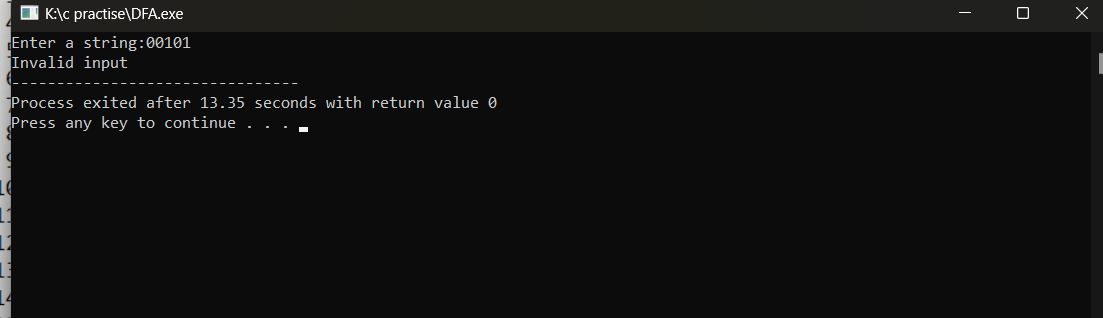 K:\c practise\DFA.exe
Enter a string:00101
Invalid input
--------------------------------
Process exited after 13.35 seconds with return value 0
Press any key to continue . . .